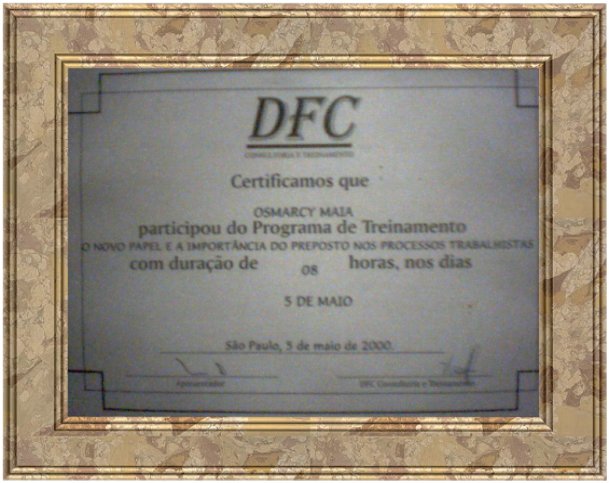 DFC
CONSULTORIA E TREINAMENTO
Certificamos que
OSMARCY MAIA
participou do Programa de Treinamento
O NOVO PAPEL E A IMPORTÂNCIA DO PREPOSTO NOS PROCESSOS TRABALHISTAS
com duração de 08 horas, nos dias
5 DE MAIO
São Paulo, 5 de maio de 2000.
Apresentador
DFC Consultoria e Treinamento